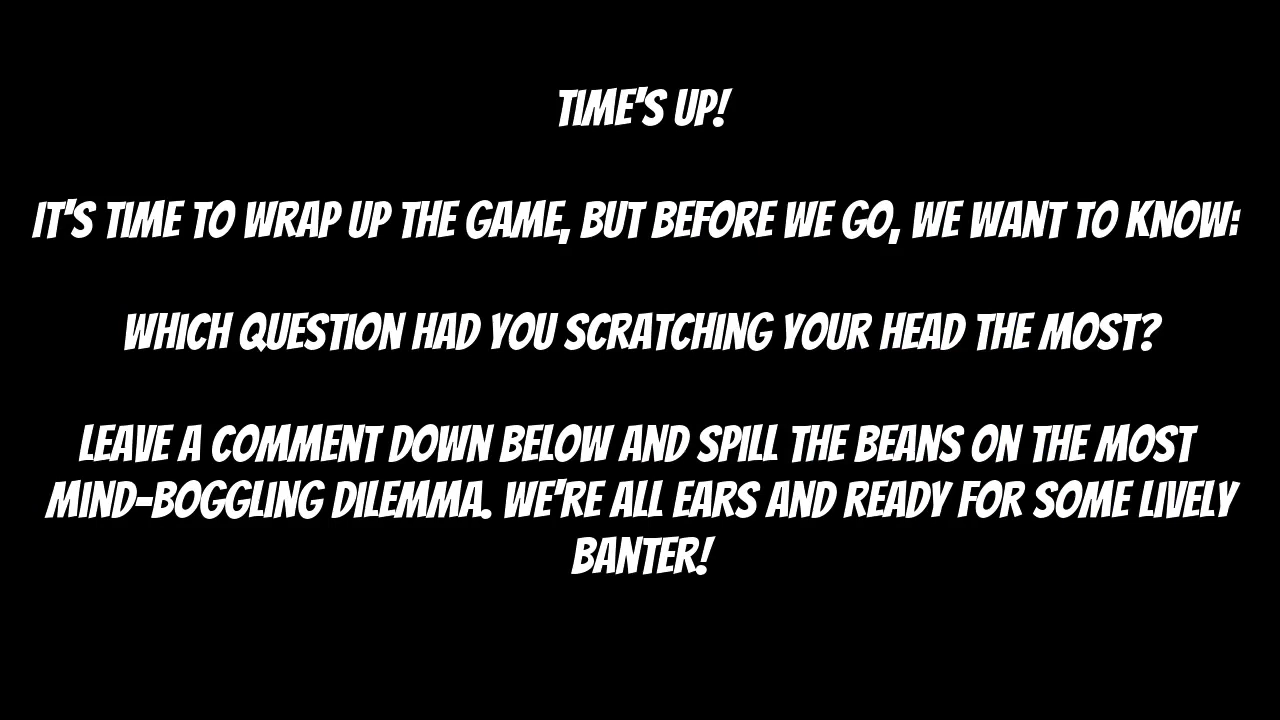 TIME'S UP!
IT'S TIME TO WRAP UP THE GAME, BUT BEFORE WE GO, WE WANT TO KNOW:
WHICH QUESTION HAD YOU SCRATCHING YOUR HEAD THE MOST?
LEAVE A COMMENT DOWN BELOW AND SPILL THE BEANS ON THE MOST
MIND-BOGGLING DILEMMA. WE'RE ALL EARS AND READY FOR SOME LIVELY
BANTER!